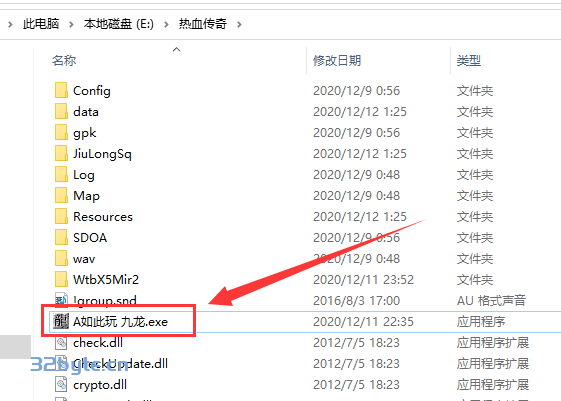 此电脑 > 本地磁盘 (E:) > 热血传奇 >
名称 修改日期 类型
Config 2020/12/9 0:56 文件夹
data 2020/12/12 1:25 文件夹
gpk 2020/12/9 0:56 文件夹
JiuLongSq 2020/12/12 1:25 文件夹
Log 2020/12/9 0:48 文件夹
Map 2020/12/9 0:48 文件夹
Resources 2020/12/12 1:25 文件夹
SDOA 2020/12/9 0:56 文件夹
wav 2020/12/9 0:48 文件夹
WtbX5Mir2 2020/12/11 23:52 文件夹
!group.snd 2016/8/3 17:00 AU 格式声音
A如此玩 九龙.exe 2020/12/11 22:35 应用程序
check.dll 2012/7/5 18:23 应用程序扩展
CheckUpdate.dll 2012/7/5 18:23 应用程序扩展
crypto.dll 2012/7/5 18:23 应用程序扩展
32byte.cn